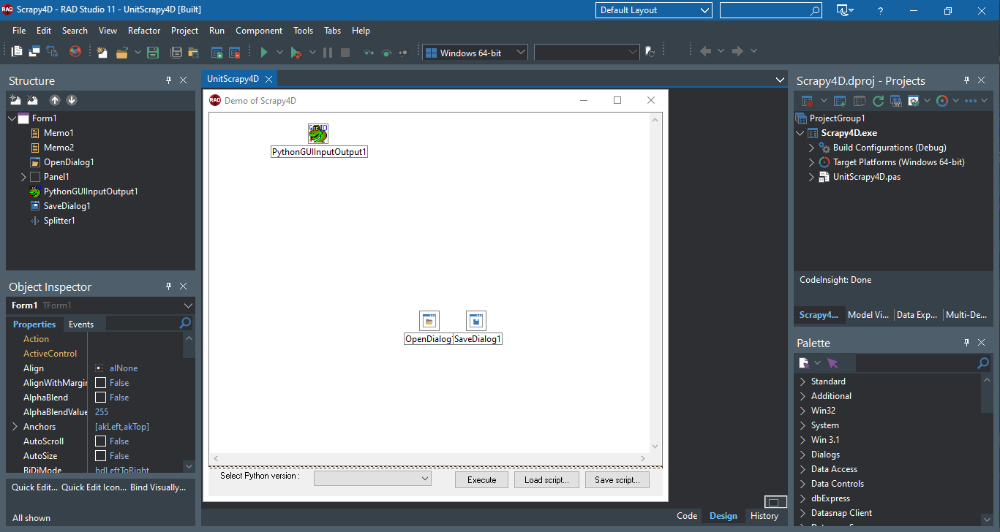 Scrapy4D - RAD Studio 11 - UnitScrapy4D [Built]
Default Layout
?
File Edit Search View Refactor Project Run Component Tools Tabs Help
Windows 64-bit
Structure
Form1
Memo1
Memo2
OpenDialog1
Panel1
PythonGUIInputOutput1
SaveDialog1
Splitter1
Object Inspector
Form1 TForm1
Properties Events
Action
ActiveControl
Align alNone
AlignWithMargin False
AlphaBlend False
AlphaBlendValue 255
Anchors [akLeft,akTop]
AutoScroll False
AutoSize False
BiDiMode bdLeftToRight
Quick Edit... Quick Edit Icon... Bind Visually...
All shown
UnitScrapy4D
RAD Demo of Scrapy4D
PythonGUIInputOutput1
OpenDialog1 SaveDialog1
Select Python version :
Execute Load script... Save script...
Code Design History
Scrapy4D.dproj - Projects
ProjectGroup1
Scrapy4D.exe
Build Configurations (Debug)
Target Platforms (Windows 64-bit)
UnitScrapy4D.pas
CodeInsight: Done
Scrapy4... Model Vi... Data Exp... Multi-De...
Palette
Standard
Additional
Win32
System
Win 3.1
Dialogs
Data Access
Data Controls
dbExpress
Datasnap Client